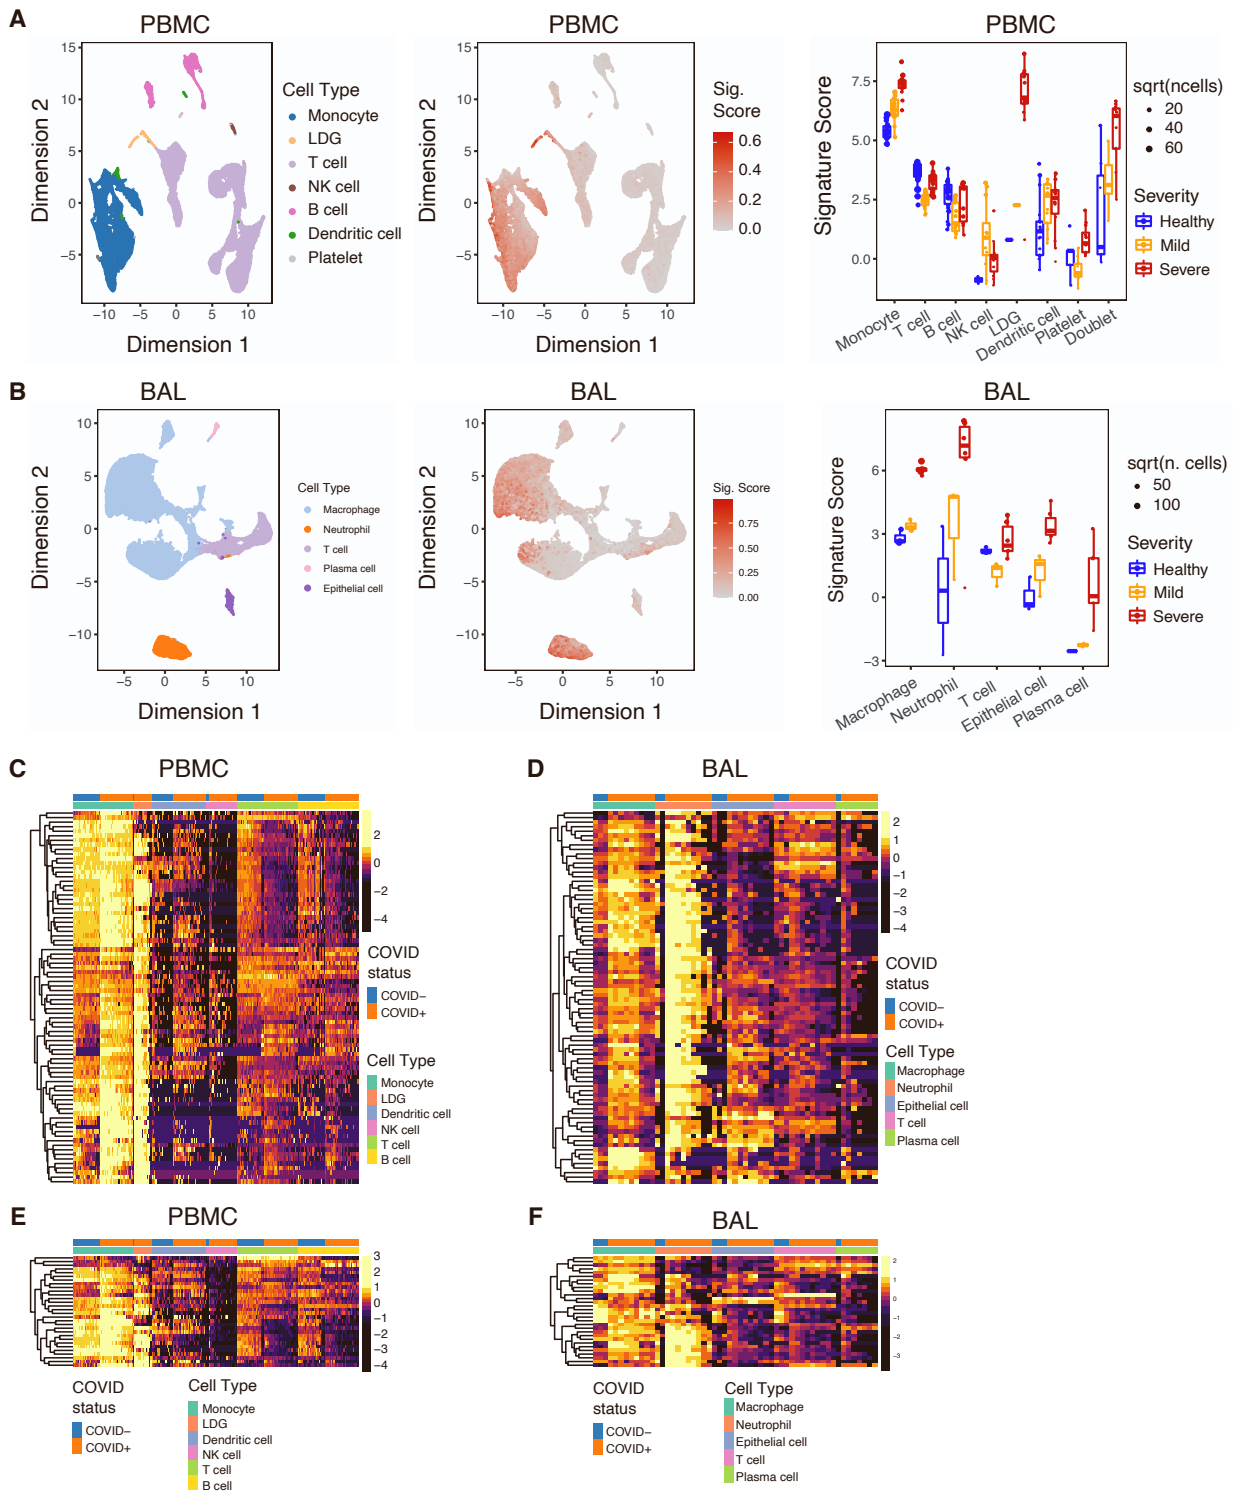 A
PBMC
15
10
5
0
−5
−10
−5
0
5
10
Dimension 1
Dimension 2
Cell Type
Monocyte
LDG
T cell
NK cell
B cell
Dendritic cell
Platelet
PBMC
15
10
5
0
−5
−10
−5
0
5
10
Dimension 1
Dimension 2
Sig.
Score
0.6
0.4
0.2
0.0
PBMC
7.5
5.0
2.5
0.0
Signature Score
Monocyte
T cell
B cell
NK cell
LDG
Dendritic cell
Platelet
Doublet
sqrt(ncells)
20
40
60
Severity
Healthy
Mild
Severe
B
BAL
10
5
0
−5
−10
−5
0
5
10
Dimension 1
Dimension 2
Cell Type
Macrophage
Neutrophil
T cell
Plasma cell
Epithelial cell
BAL
10
5
0
−5
−10
−5
0
5
10
Dimension 1
Dimension 2
Sig. Score
0.75
0.50
0.25
0.00
BAL
6
3
0
−3
Signature Score
Macrophage
Neutrophil
T cell
Epithelial cell
Plasma cell
sqrt(n. cells)
50
100
Severity
Healthy
Mild
Severe
C
PBMC
2
0
−2
−4
COVID
status
COVID−
COVID+
Cell Type
Monocyte
LDG
Dendritic cell
NK cell
T cell
B cell
D
BAL
2
1
0
−1
−2
−3
−4
COVID
status
COVID−
COVID+
Cell Type
Macrophage
Neutrophil
Epithelial cell
T cell
Plasma cell
E
PBMC
3
2
1
0
−1
−2
−3
−4
COVID
status
COVID−
COVID+
Cell Type
Monocyte
LDG
Dendritic cell
NK cell
T cell
B cell
F
BAL
2
1
0
−1
−2
−3
COVID
status
COVID−
COVID+
Cell Type
Macrophage
Neutrophil
Epithelial cell
T cell
Plasma cell